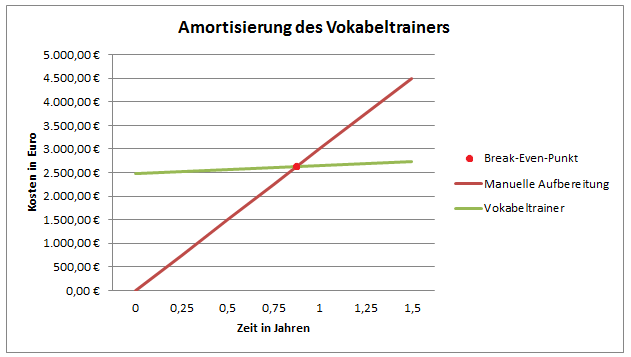 Amortisierung des Vokabeltrainers
5.000,00 €
4.500,00 €
4.000,00 €
3.500,00 €
3.000,00 €
2.500,00 €
2.000,00 €
1.500,00 €
1.000,00 €
500,00 €
0,00 €
Kosten in Euro
0 0,25 0,5 0,75 1 1,25 1,5
Zeit in Jahren
Break-Even-Punkt
Manuelle Aufbereitung
Vokabeltrainer